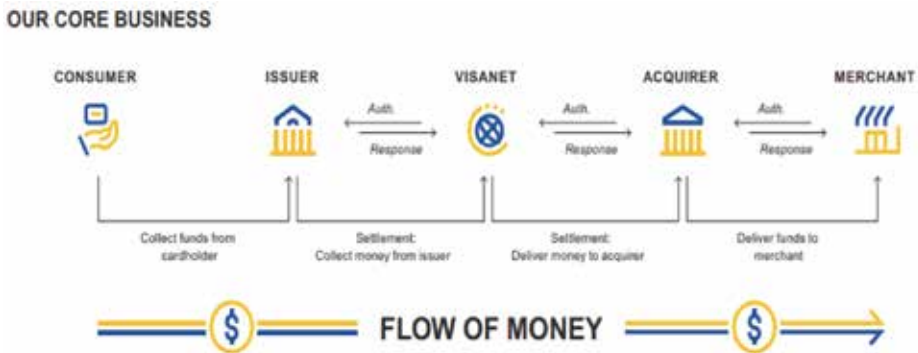 OUR CORE BUSINESS
CONSUMER
ISSUER
VISANET
ACQUIRER
MERCHANT
Auth.
Response
Auth.
Response
Auth.
Response
Collect funds from
cardholder
Settlement:
Collect money from issuer
Settlement:
Deliver money to acquirer
Deliver funds to
merchant
$
FLOW OF MONEY
$